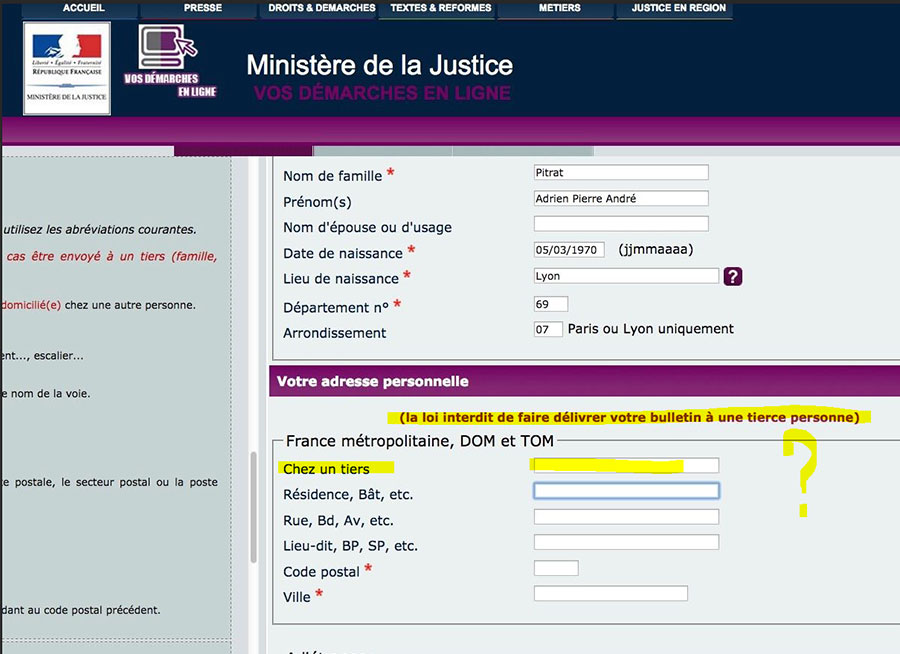 ACCUEIL PRESSE DROITS & DÉMARCHES TEXTES & REFORMES METIERS JUSTICE EN REGION
Liberté • Égalité • Fraternité
RÉPUBLIQUE FRANÇAISE
MINISTÈRE DE LA JUSTICE
VOS DÉMARCHES
EN LIGNE
Ministère de la Justice
VOS DÉMARCHES EN LIGNE
utilisez les abréviations courantes.
cas être envoyé à un tiers (famille,
domicilié(e) chez une autre personne.
ent..., escalier...
e nom de la voie.
e postale, le secteur postal ou la poste
dant au code postal précédent.
Nom de famille * Pitrat
Prénom(s) Adrien Pierre André
Nom d'épouse ou d'usage
Date de naissance * 05/03/1970 (jjmmaaaa)
Lieu de naissance * Lyon ?
Département n° * 69
Arrondissement 07 Paris ou Lyon uniquement
Votre adresse personnelle
(la loi interdit de faire délivrer votre bulletin à une tierce personne)
?
France métropolitaine, DOM et TOM
Chez un tiers
Résidence, Bât, etc.
Rue, Bd, Av, etc.
Lieu-dit, BP, SP, etc.
Code postal *
Ville *